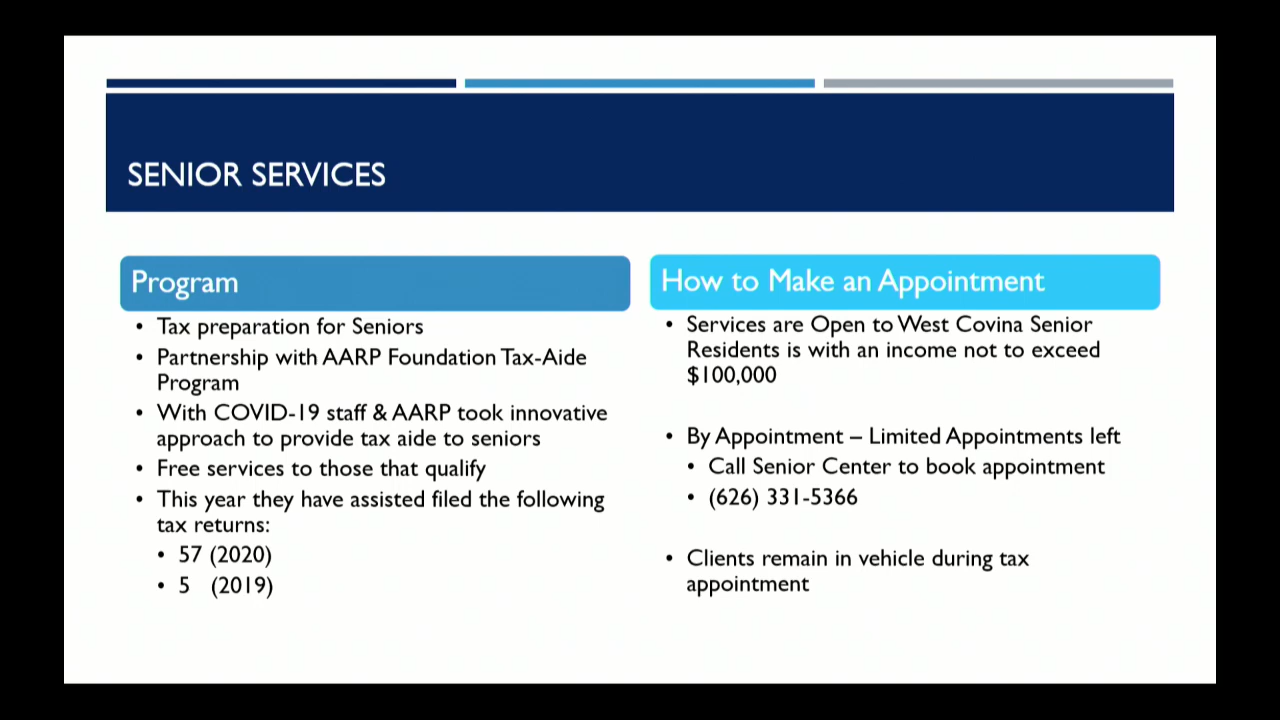 SENIOR SERVICES
Program
• Tax preparation for Seniors
• Partnership with AARP Foundation Tax-Aide
Program
• With COVID-19 staff & AARP took innovative
approach to provide tax aide to seniors
• Free services to those that qualify
• This year they have assisted filed the following
tax returns:
• 57 (2020)
• 5 (2019)
How to Make an Appointment
• Services are Open to West Covina Senior
Residents is with an income not to exceed
$100,000
• By Appointment – Limited Appointments left
• Call Senior Center to book appointment
• (626) 331-5366
• Clients remain in vehicle during tax
appointment